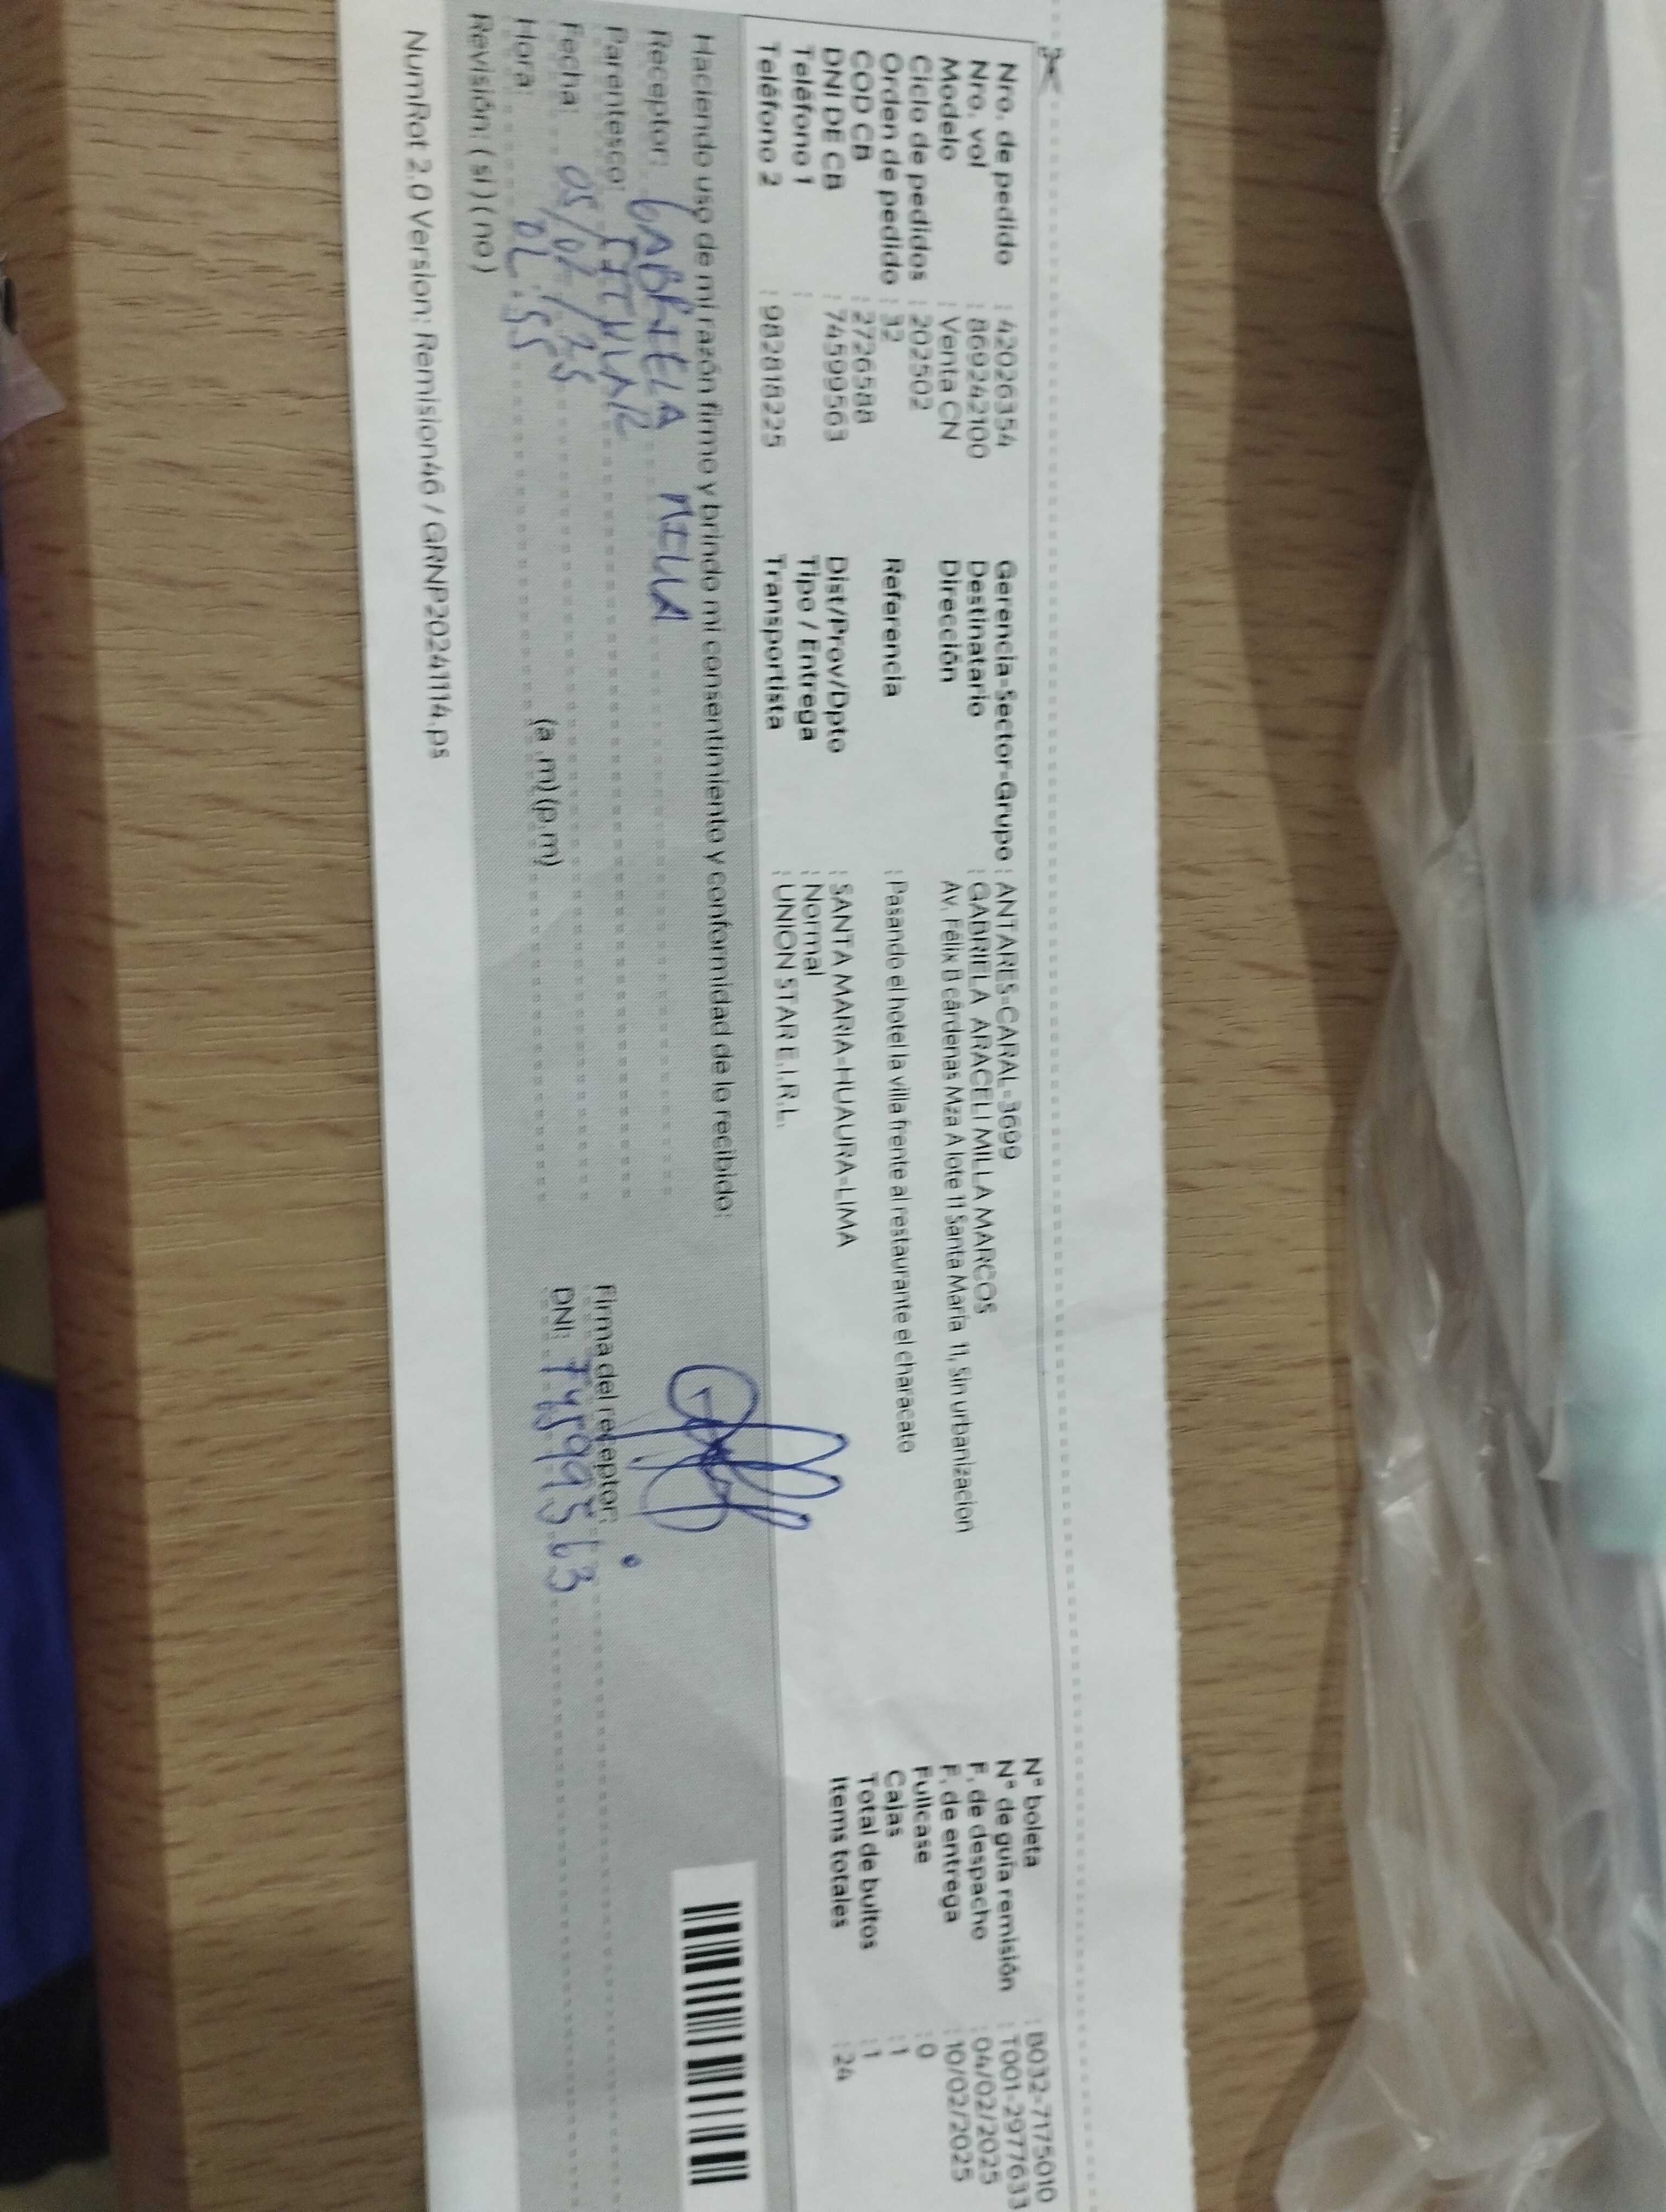 Nro. de pedido : 42026354
Nro. vol : 869242100
Modelo : Venta CN
Ciclo de pedidos : 202502
Orden de pedido : 32
COD CB : 2726588
DNI DE CB : 74599563
Teléfono 1 :
Teléfono 2 : 982818225
Gerencia-Sector-Grupo : ANTARES-CARAL-3699
Destinatario : GABRIELA ARACELI MILLA MARCOS
Dirección Av. Félix B cárdenas Mza A lote 11 Santa María 11, Sin urbanizacion
Referencia : Pasando el hotel la villa frente al restaurante el characato
Dist/Prov/Dpto : SANTA MARIA-HUAURA-LIMA
Tipo / Entrega : Normal
Transportista : UNION STAR E.I.R.L.
N° boleta : B032-7175010
N° de guía remisión : T001-2977633
F. de despacho : 04/02/2025
F. de entrega : 10/02/2025
Fullcase : 0
Cajas : 1
Total de bultos : 1
Items totales : 24
Haciendo uso de mi razón firmo y brindo mi consentimiento y conformidad de lo recibido:
Receptor: GABRIELA MILLA
Parentesco: TITULAR
Fecha: 05/02/25
Hora: 02:55 (a .m) (p.m)
Revisión: ( si ) ( no )
Firma del receptor:
DNI: 74599563
NumRot 2.0 Version: Remision46 / GRNP20241114.ps